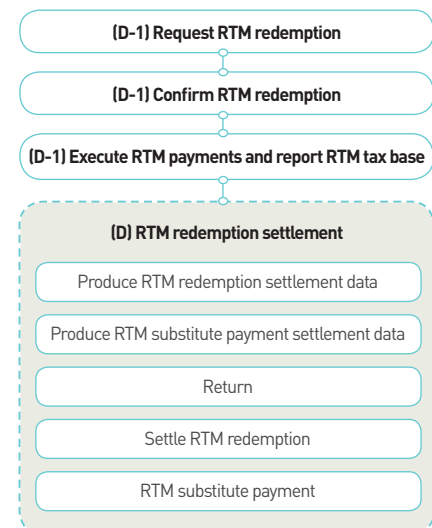 (D-1) Request RTM redemption
(D-1) Confirm RTM redemption
(D-1) Execute RTM payments and report RTM tax base
(D) RTM redemption settlement
Produce RTM redemption settlement data
Produce RTM substitute payment settlement data
Return
Settle RTM redemption
RTM substitute payment